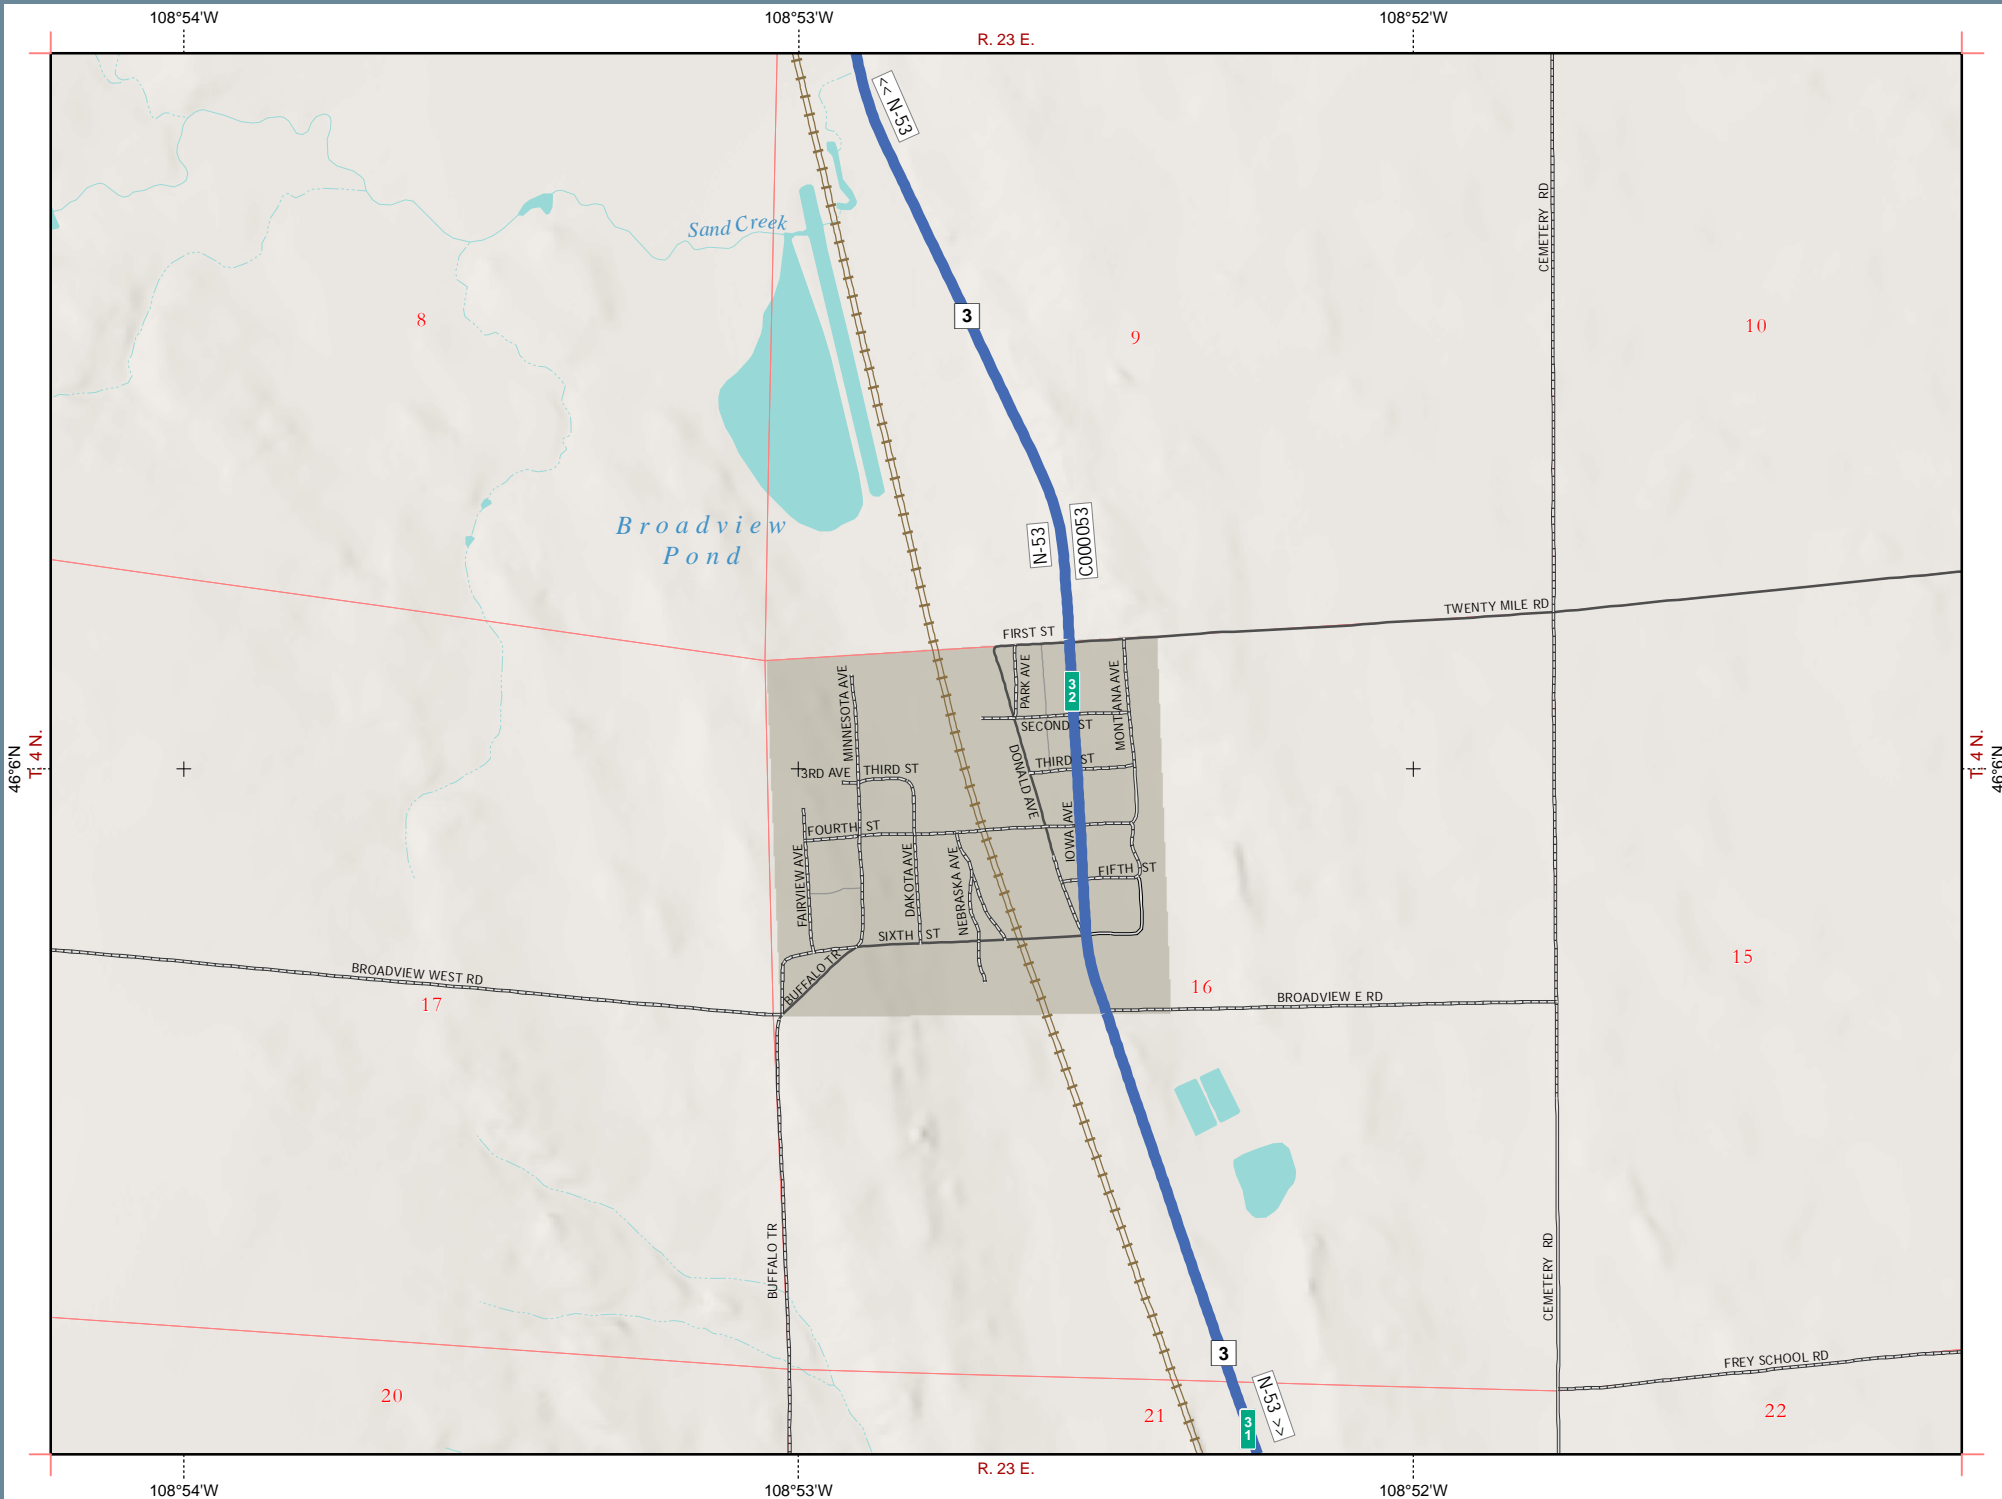 108°54'W
108°53'W
108°52'W
R. 23 E.
<< N-53
CEMETERY RD
Sand Creek
3
8
9
10
Broadview
Pond
N-53
C000053
TWENTY MILE RD
FIRST ST
MINNESOTA AVE
PARK AVE
MONTANA AVE
3
2
SECOND ST
46°6'N
T. 4 N.
T. 4 N.
46°6'N
3RD AVE
THIRD ST
DONALD AVE
THIRD ST
IOWA AVE
FOURTH ST
FAIRVIEW AVE
DAKOTA AVE
NEBRASKA AVE
FIFTH ST
SIXTH ST
BUFFALO TR
BROADVIEW WEST RD
17
16
15
BROADVIEW E RD
BUFFALO TR
CEMETERY RD
3
FREY SCHOOL RD
20
21
22
N-53 >>
3
1
R. 23 E.
108°54'W
108°53'W
108°52'W